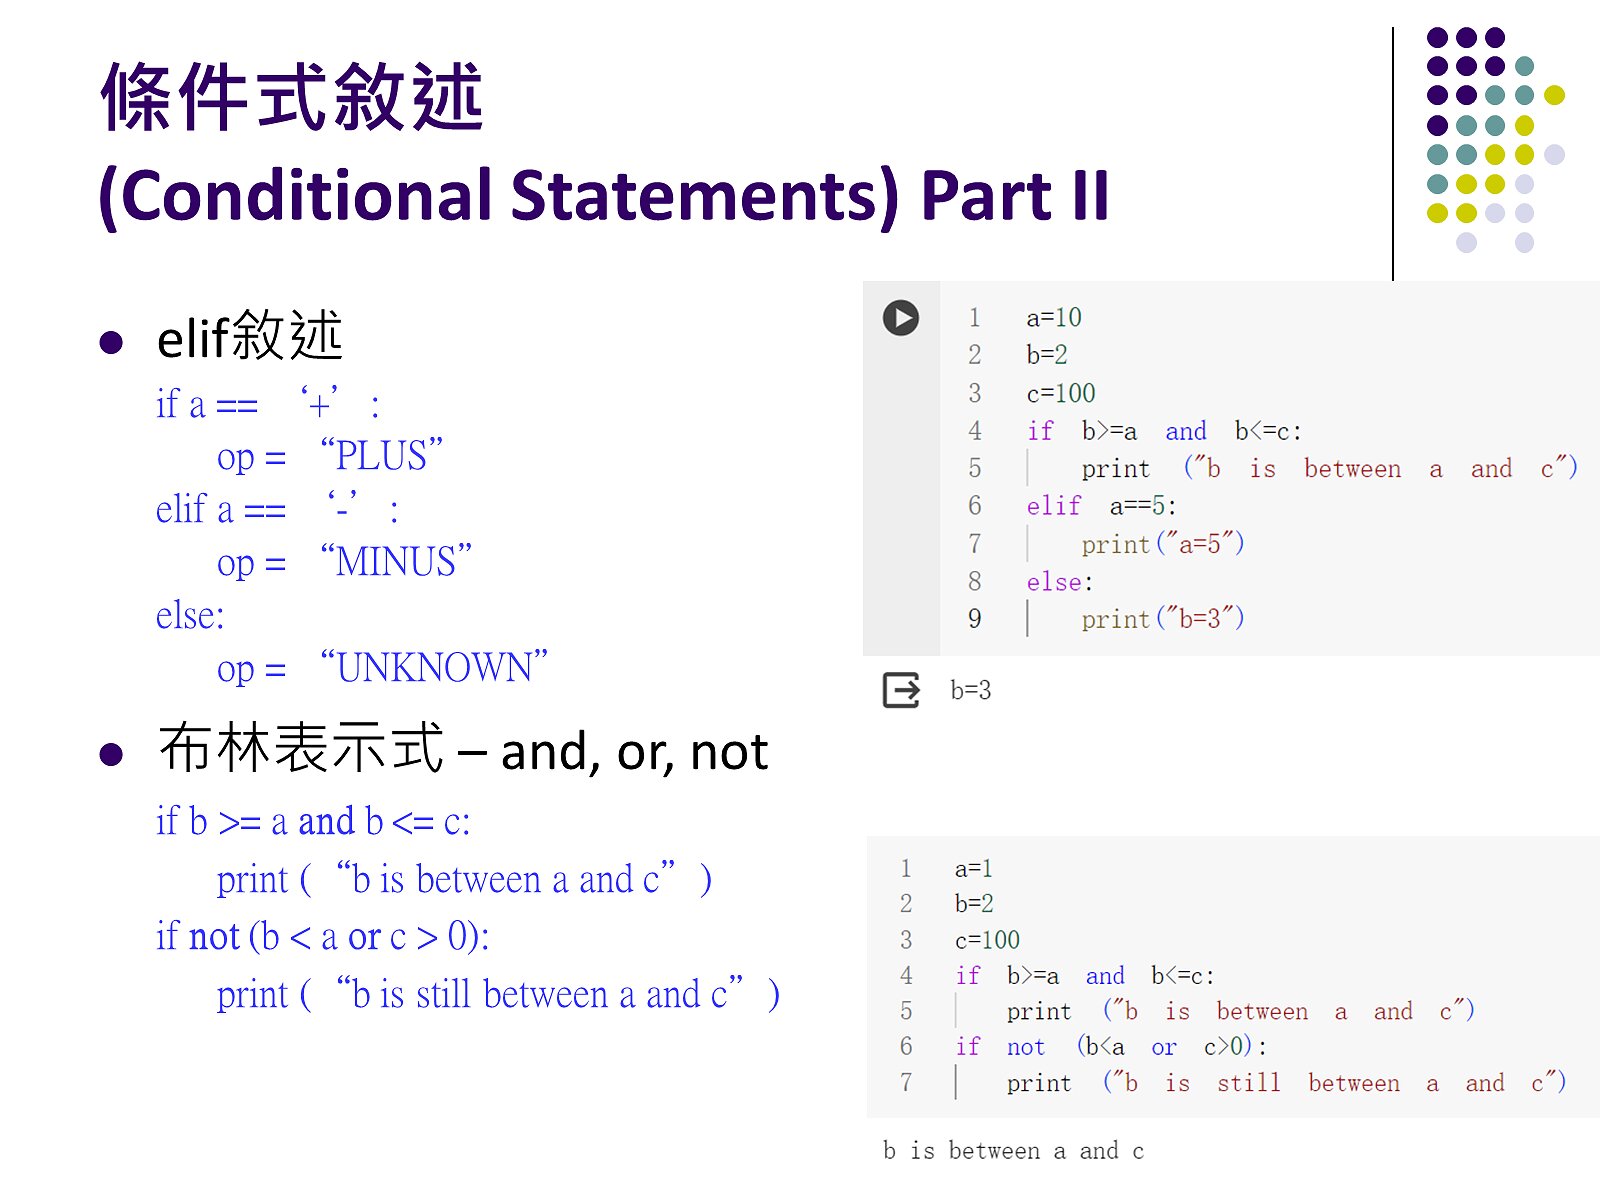 條件式敘述
(Conditional Statements) Part II
elif敘述
if a == ‘+’ :
op = “PLUS”
elif a == ‘-’ :
op = “MINUS”
else:
op = “UNKNOWN”
布林表示式 – and, or, not
if b >= a and b <= c:
print ( “b is between a and c” )
if not (b < a or c > 0):
print ( “b is still between a and c” )
1 a=10
2 b=2
3 c=100
4 if b>=a and b<=c:
5 print ("b is between a and c")
6 elif a==5:
7 print("a=5")
8 else:
9 print("b=3")
b=3
1 a=1
2 b=2
3 c=100
4 if b>=a and b<=c:
5 print ("b is between a and c")
6 if not (b<a or c>0):
7 print ("b is still between a and c")
b is between a and c